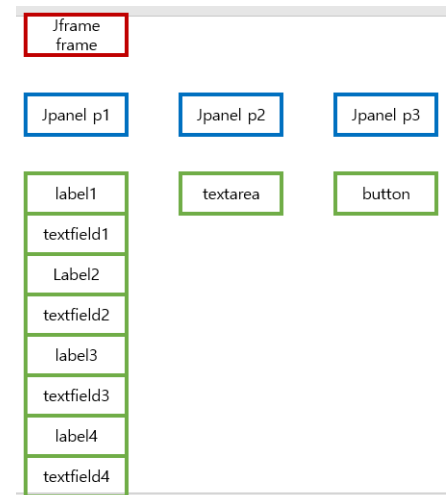 Jframe
frame
Jpanel p1
Jpanel p2
Jpanel p3
label1
textarea
button
textfield1
Label2
textfield2
label3
textfield3
label4
textfield4